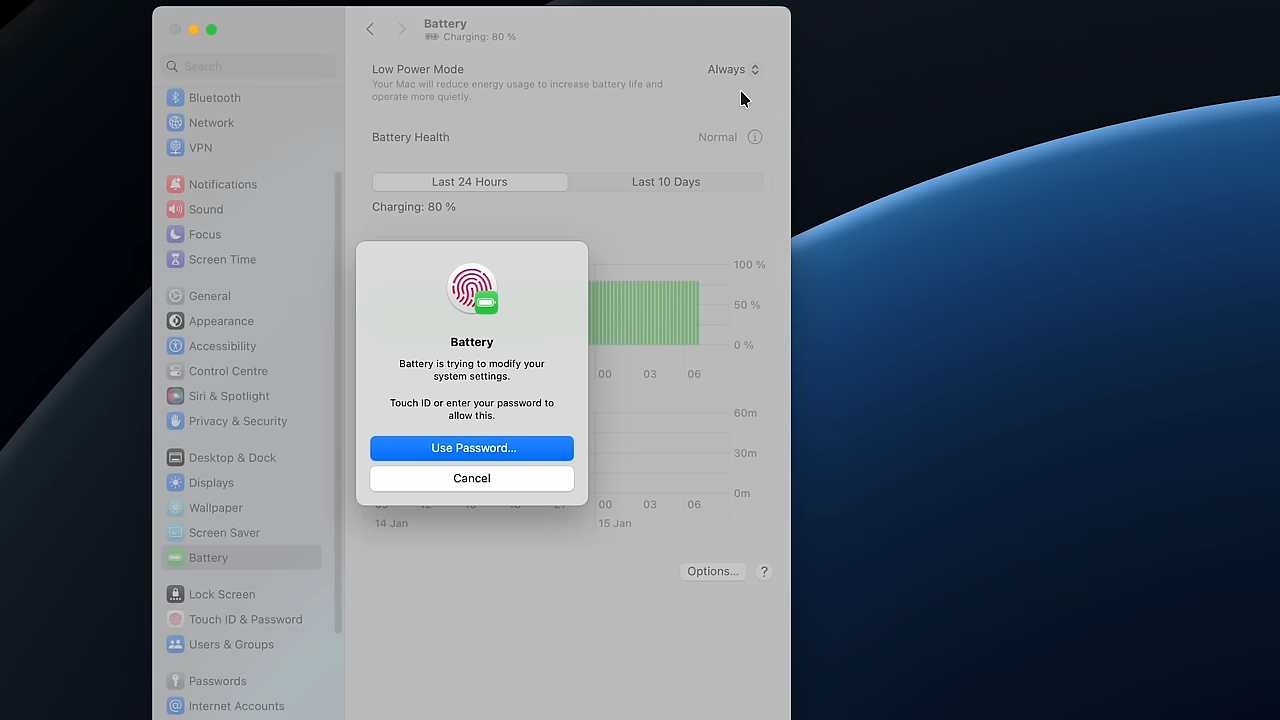 Battery
Charging: 80 %
Search
Bluetooth
Network
VPN
Notifications
Sound
Focus
Screen Time
General
Appearance
Accessibility
Control Centre
Siri & Spotlight
Privacy & Security
Desktop & Dock
Displays
Wallpaper
Screen Saver
Battery
Lock Screen
Touch ID & Password
Users & Groups
Passwords
Internet Accounts
Low Power Mode
Always
Your Mac will reduce energy usage to increase battery life and
operate more quietly.
Battery Health
Normal
Last 24 Hours
Last 10 Days
Charging: 80 %
100 %
50 %
0 %
00 03 06
60m
30m
0m
00 03 06
14 Jan
15 Jan
Options...
?
Battery
Battery is trying to modify your
system settings.
Touch ID or enter your password to
allow this.
Use Password...
Cancel